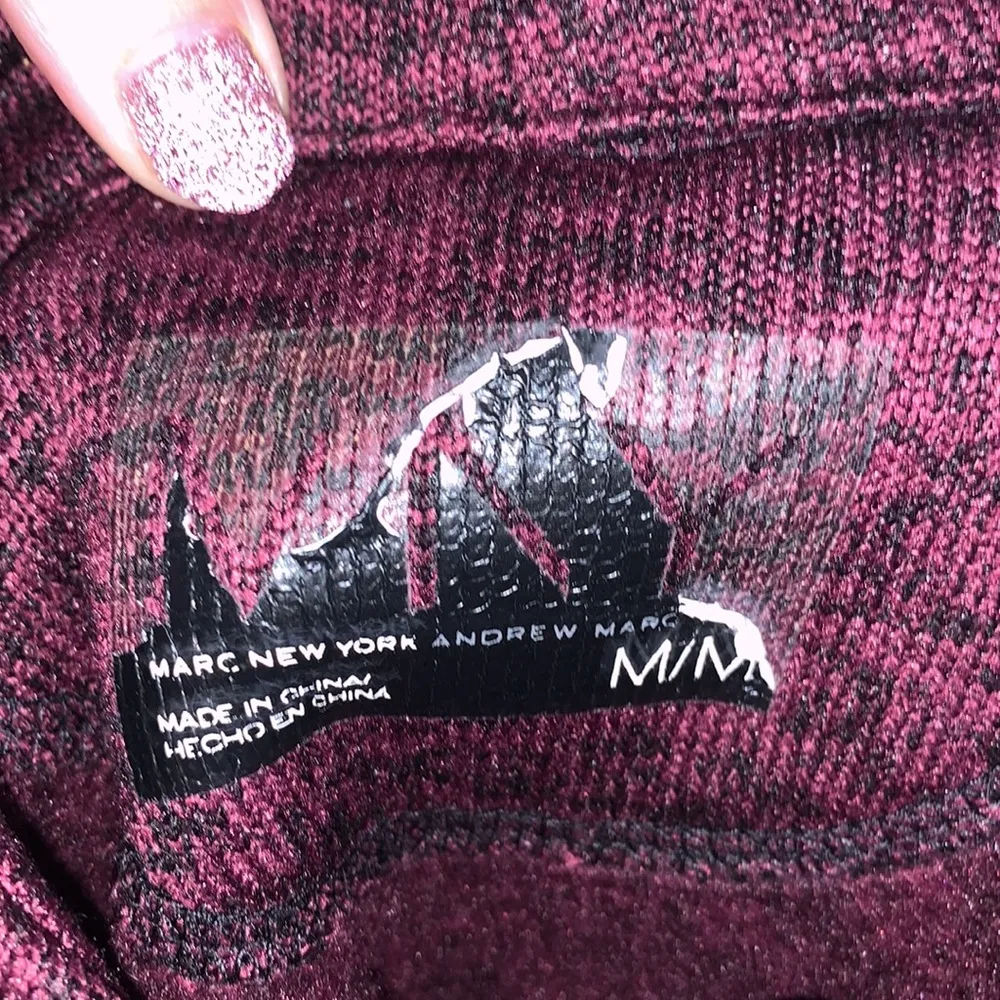 MARC NEW YORK ANDREW MARC
M/M
MADE IN CHINA/
HECHO EN CHINA